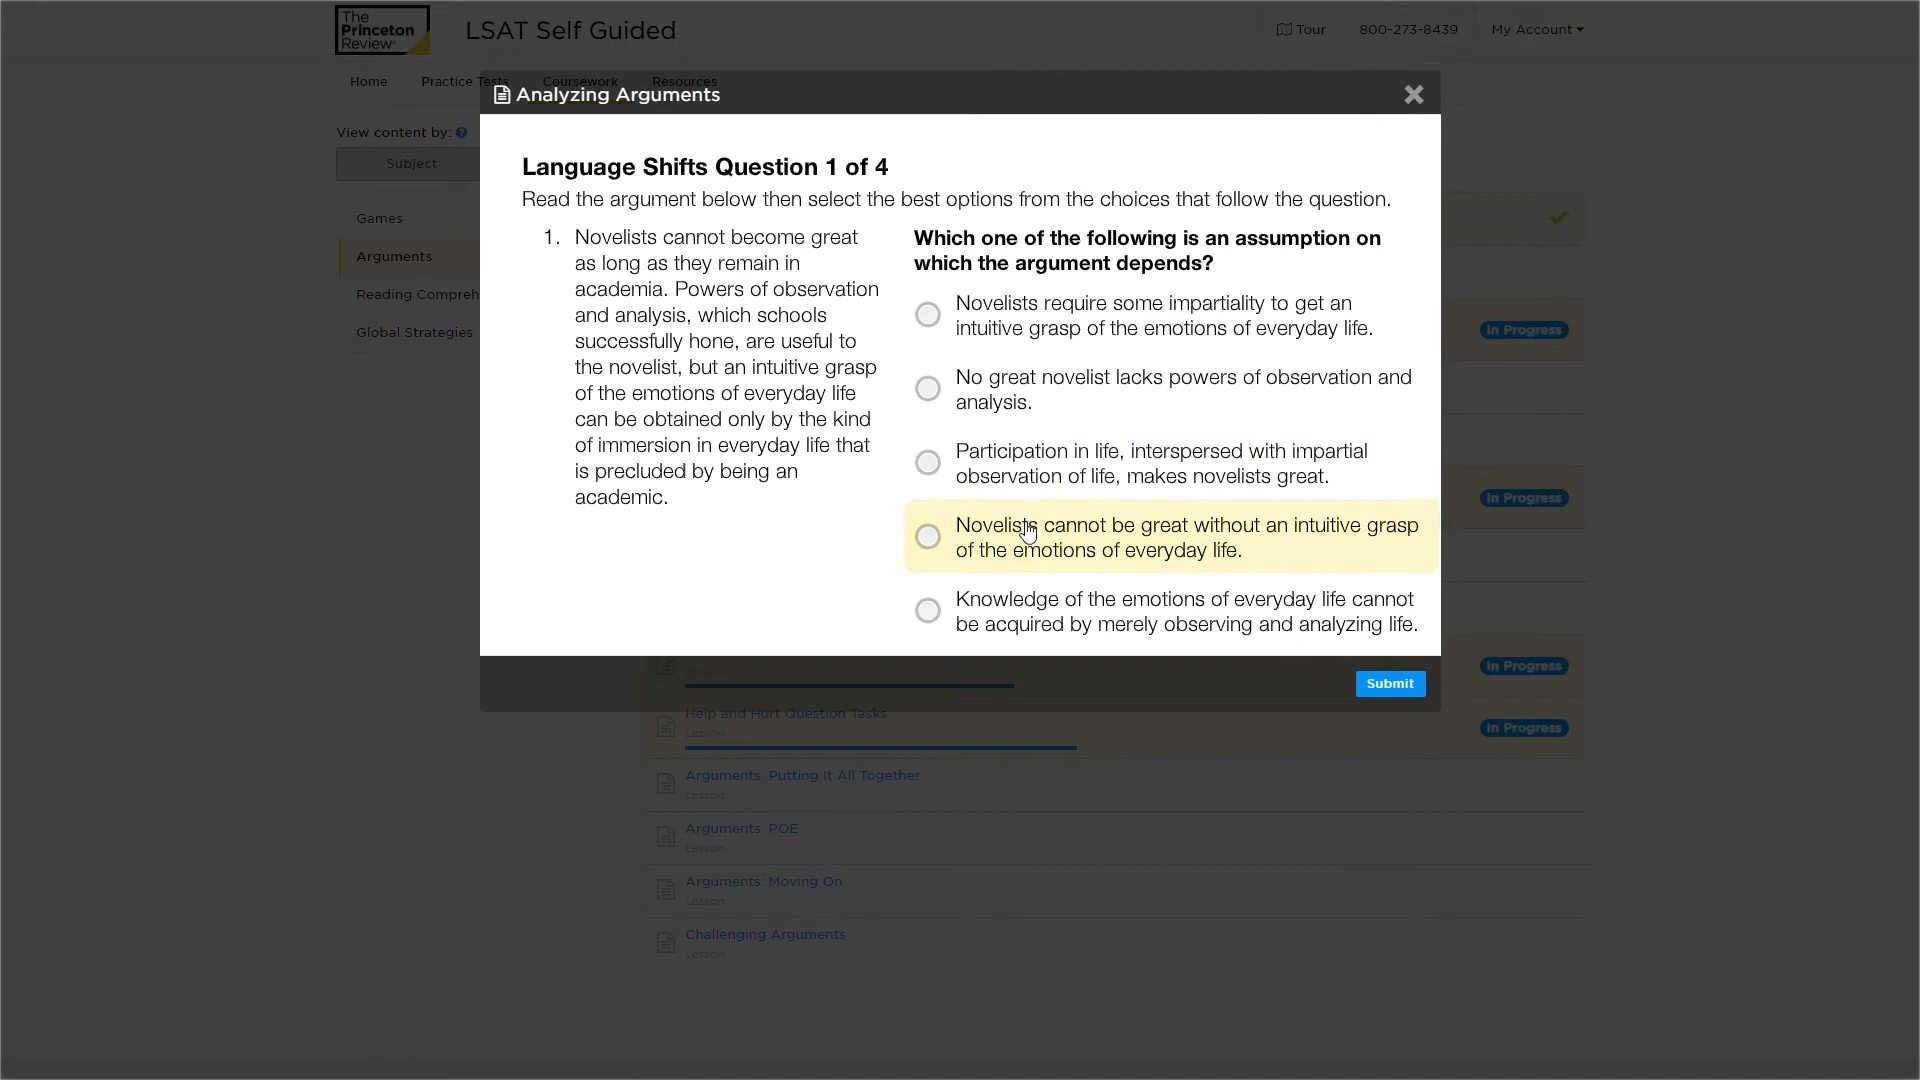 The
Princeton
Review
LSAT Self Guided
Tour
800-273-8439
My Account
Home
Practice Tests
Coursework
Resources
Analyzing Arguments
View content by:
Subject
Games
Arguments
Reading Compreh
Global Strategies
Language Shifts Question 1 of 4
Read the argument below then select the best options from the choices that follow the question.
1. Novelists cannot become great
as long as they remain in
academia. Powers of observation
and analysis, which schools
successfully hone, are useful to
the novelist, but an intuitive grasp
of the emotions of everyday life
can be obtained only by the kind
of immersion in everyday life that
is precluded by being an
academic.
Which one of the following is an assumption on
which the argument depends?
Novelists require some impartiality to get an
intuitive grasp of the emotions of everyday life.
No great novelist lacks powers of observation and
analysis.
Participation in life, interspersed with impartial
observation of life, makes novelists great.
Novelists cannot be great without an intuitive grasp
of the emotions of everyday life.
Knowledge of the emotions of everyday life cannot
be acquired by merely observing and analyzing life.
Submit
In Progress
In Progress
In Progress
Help and Hurt Question Tasks
Lesson
In Progress
Arguments: Putting It All Together
Lesson
Arguments: POE
Lesson
Arguments: Moving On
Lesson
Challenging Arguments
Lesson